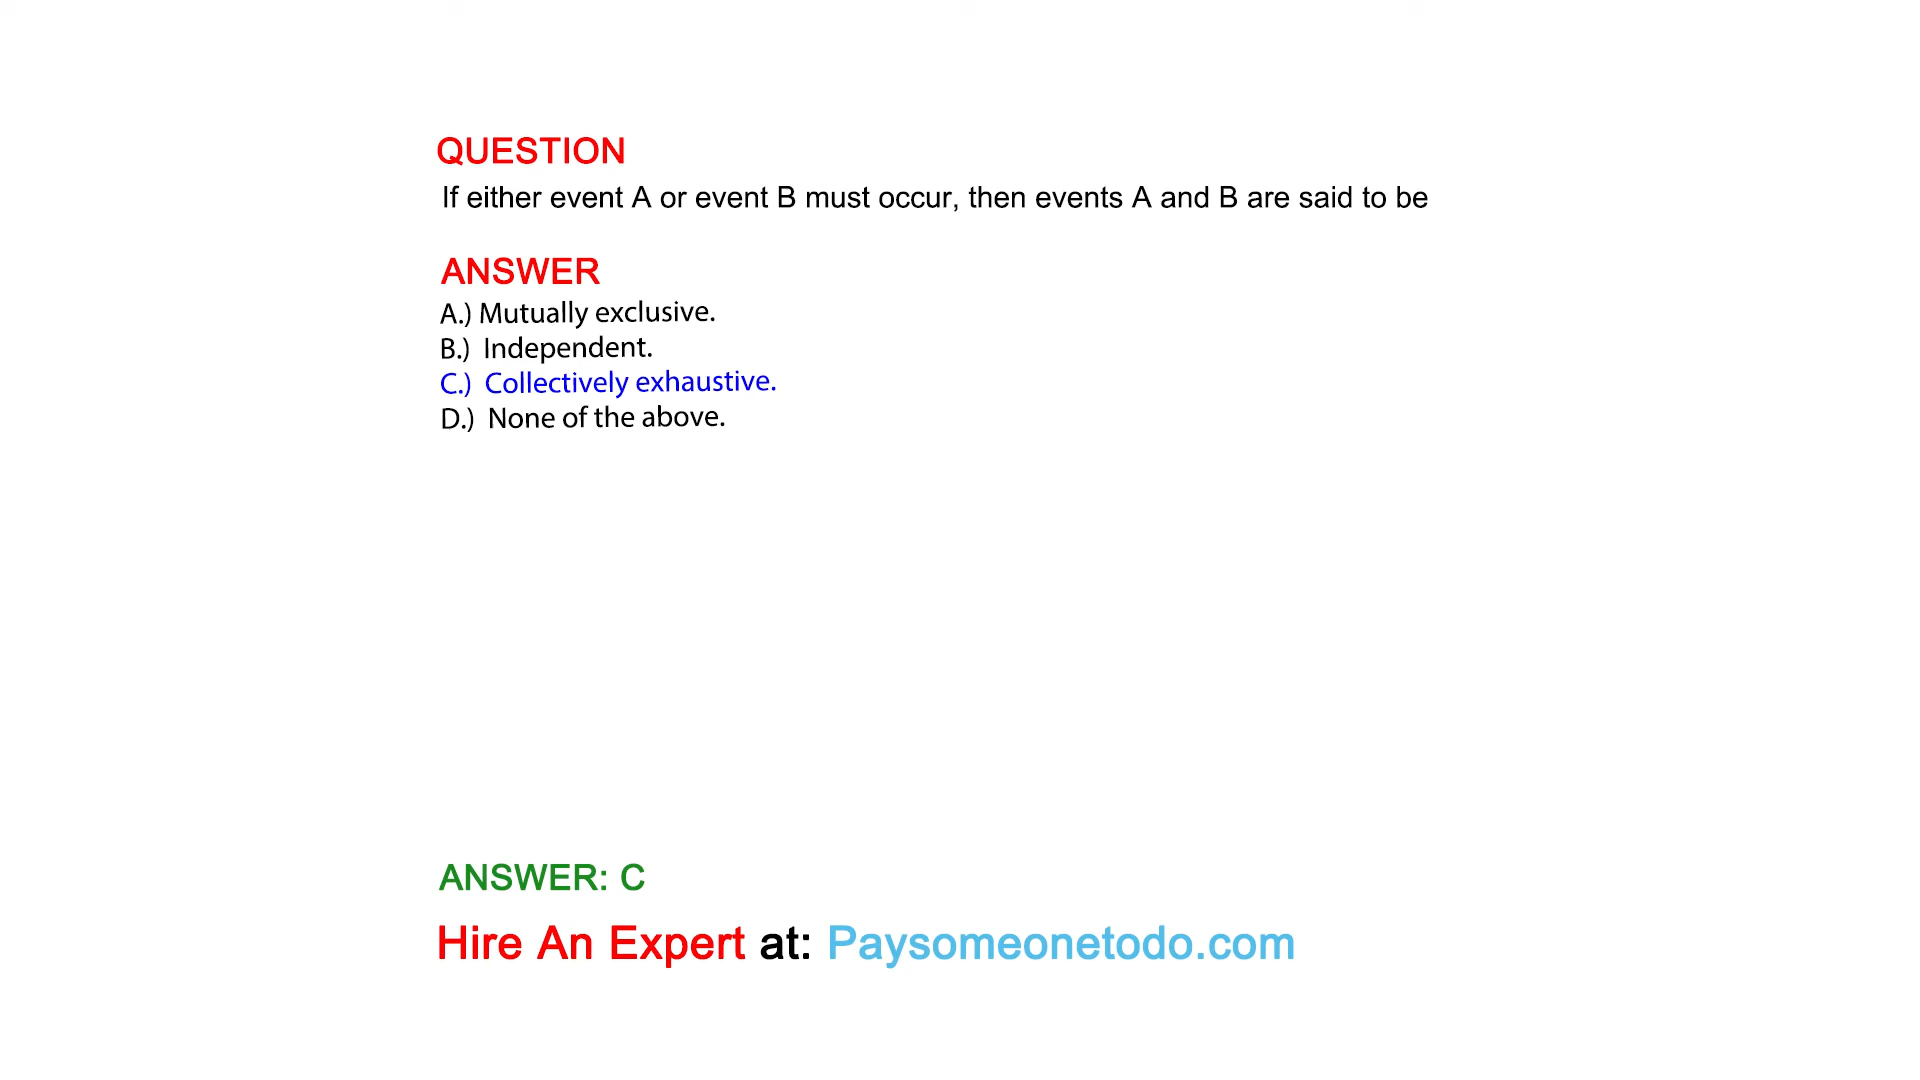 QUESTION
If either event A or event B must occur, then events A and B are said to be
ANSWER
A.) Mutually exclusive.
B.) Independent.
C.) Collectively exhaustive.
D.) None of the above.
ANSWER: C
Hire An Expert at: Paysomeonetodo.com